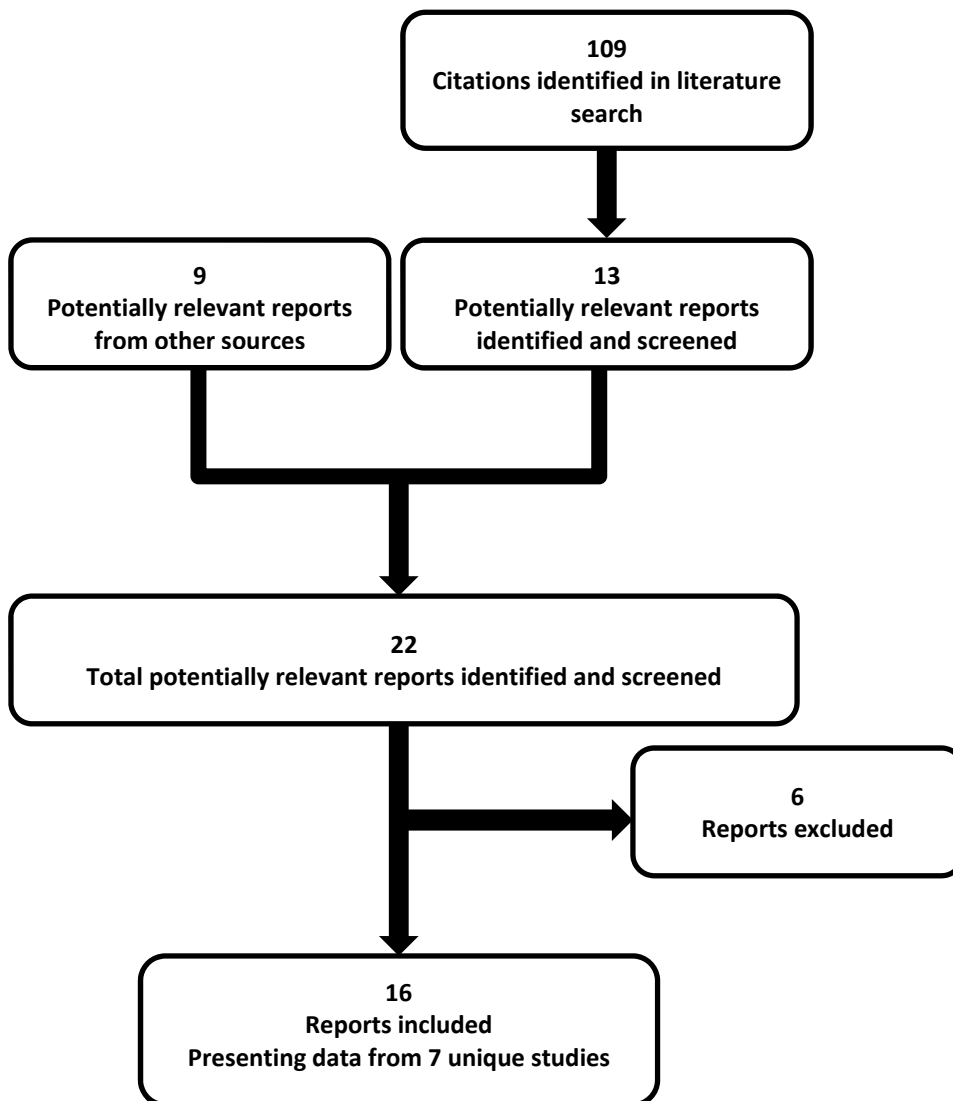 109
Citations identified in literature
search
9
Potentially relevant reports
from other sources
13
Potentially relevant reports
identified and screened
22
Total potentially relevant reports identified and screened
6
Reports excluded
16
Reports included
Presenting data from 7 unique studies